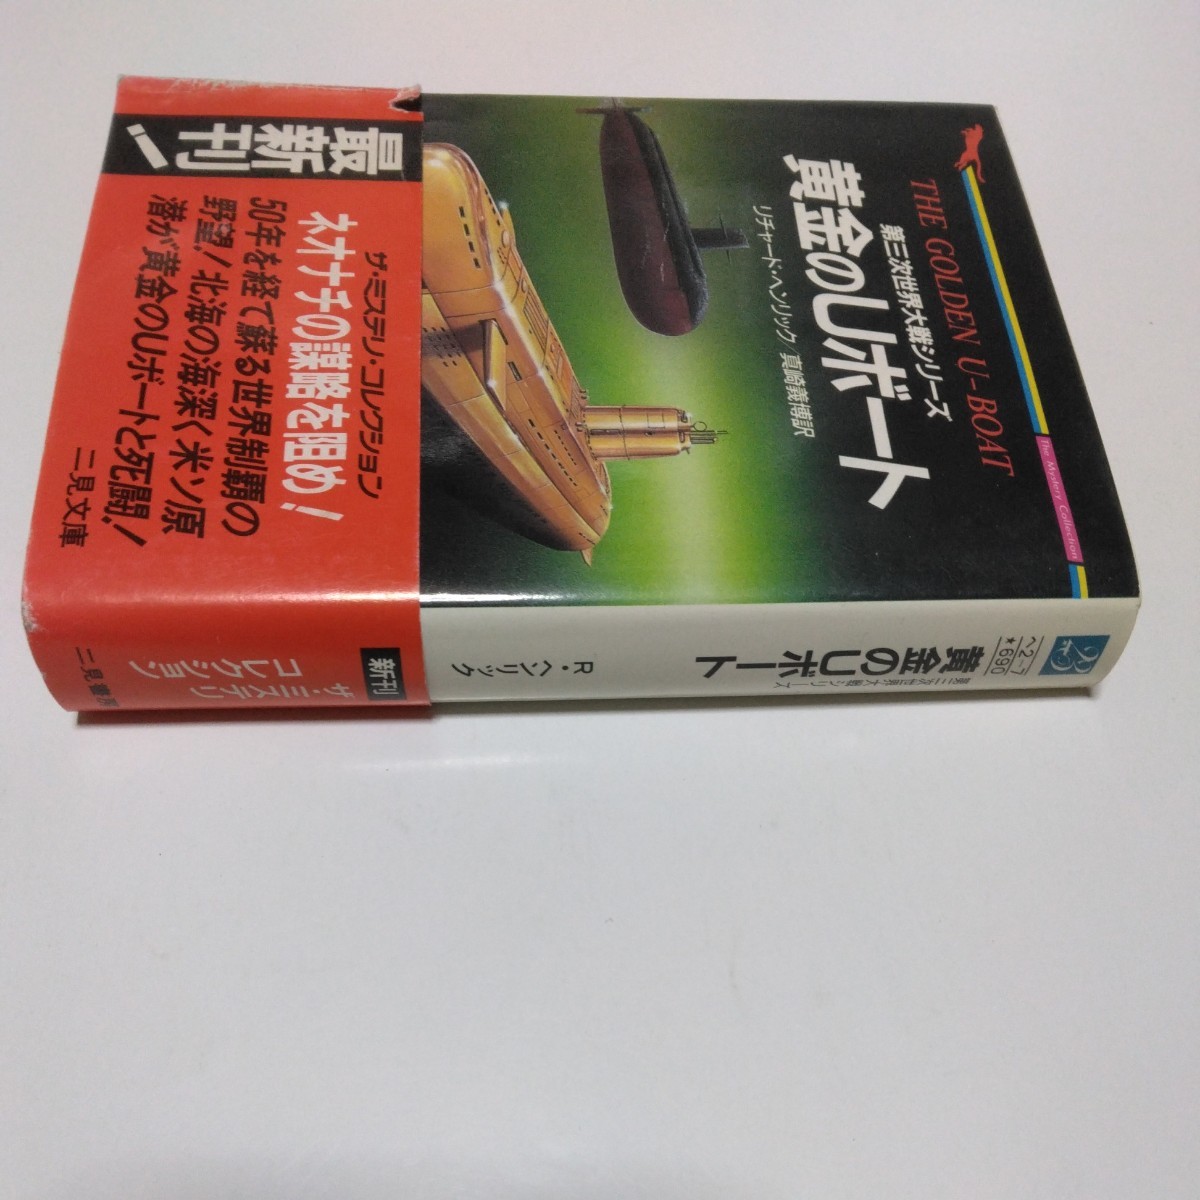 The Mystery Collection
THE GOLDEN U-BOAT
第三次世界大戦シリーズ
黄金のUボート
リチャード・ヘンリック/真崎義博訳
最新刊!
ザ・ミステリ・コレクション
ネオナチの謀略を阻め!
50年を経て蘇る世界制覇の
野望! 北海の海深く米ソ原
潜が黄金のUボートと死闘!
二見文庫
ヘ2-7
★690
第三次世界大戦シリーズ
黄金のUボート
R・ヘンリック
新刊
ザ・ミステリ
コレクション
二見書房